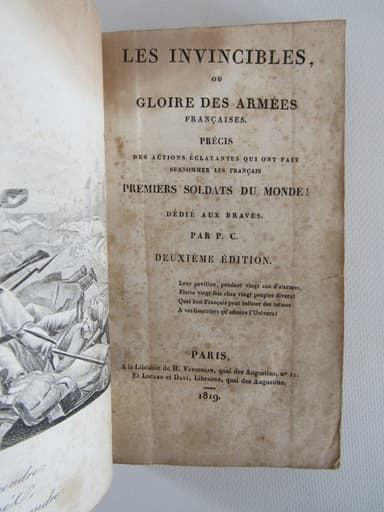 LES INVINCIBLES,
OU
GLOIRE DES ARMÉES
FRANÇAISES.
PRÉCIS
DES ACTIONS ÉCLATANTES QUI ONT FAIT
SURNOMMER LES FRANÇAIS
PREMIERS SOLDATS DU MONDE!
DÉDIÉ AUX BRAVES.
PAR P. C.
DEUXIÈME ÉDITION.
Leur pavillon, pendant vingt ans d'alarmes,
Flotta vingt fois chez vingt peuples divers:
Quel bon Français peut refuser des larmes
A ces Guerriers qu'admira l'Univers!
PARIS,
A la Librairie de H. Vauquelin, quai des Augustins, n° 11.
Et Locard et Davi, Libraires, quai des Augustins.
1819.